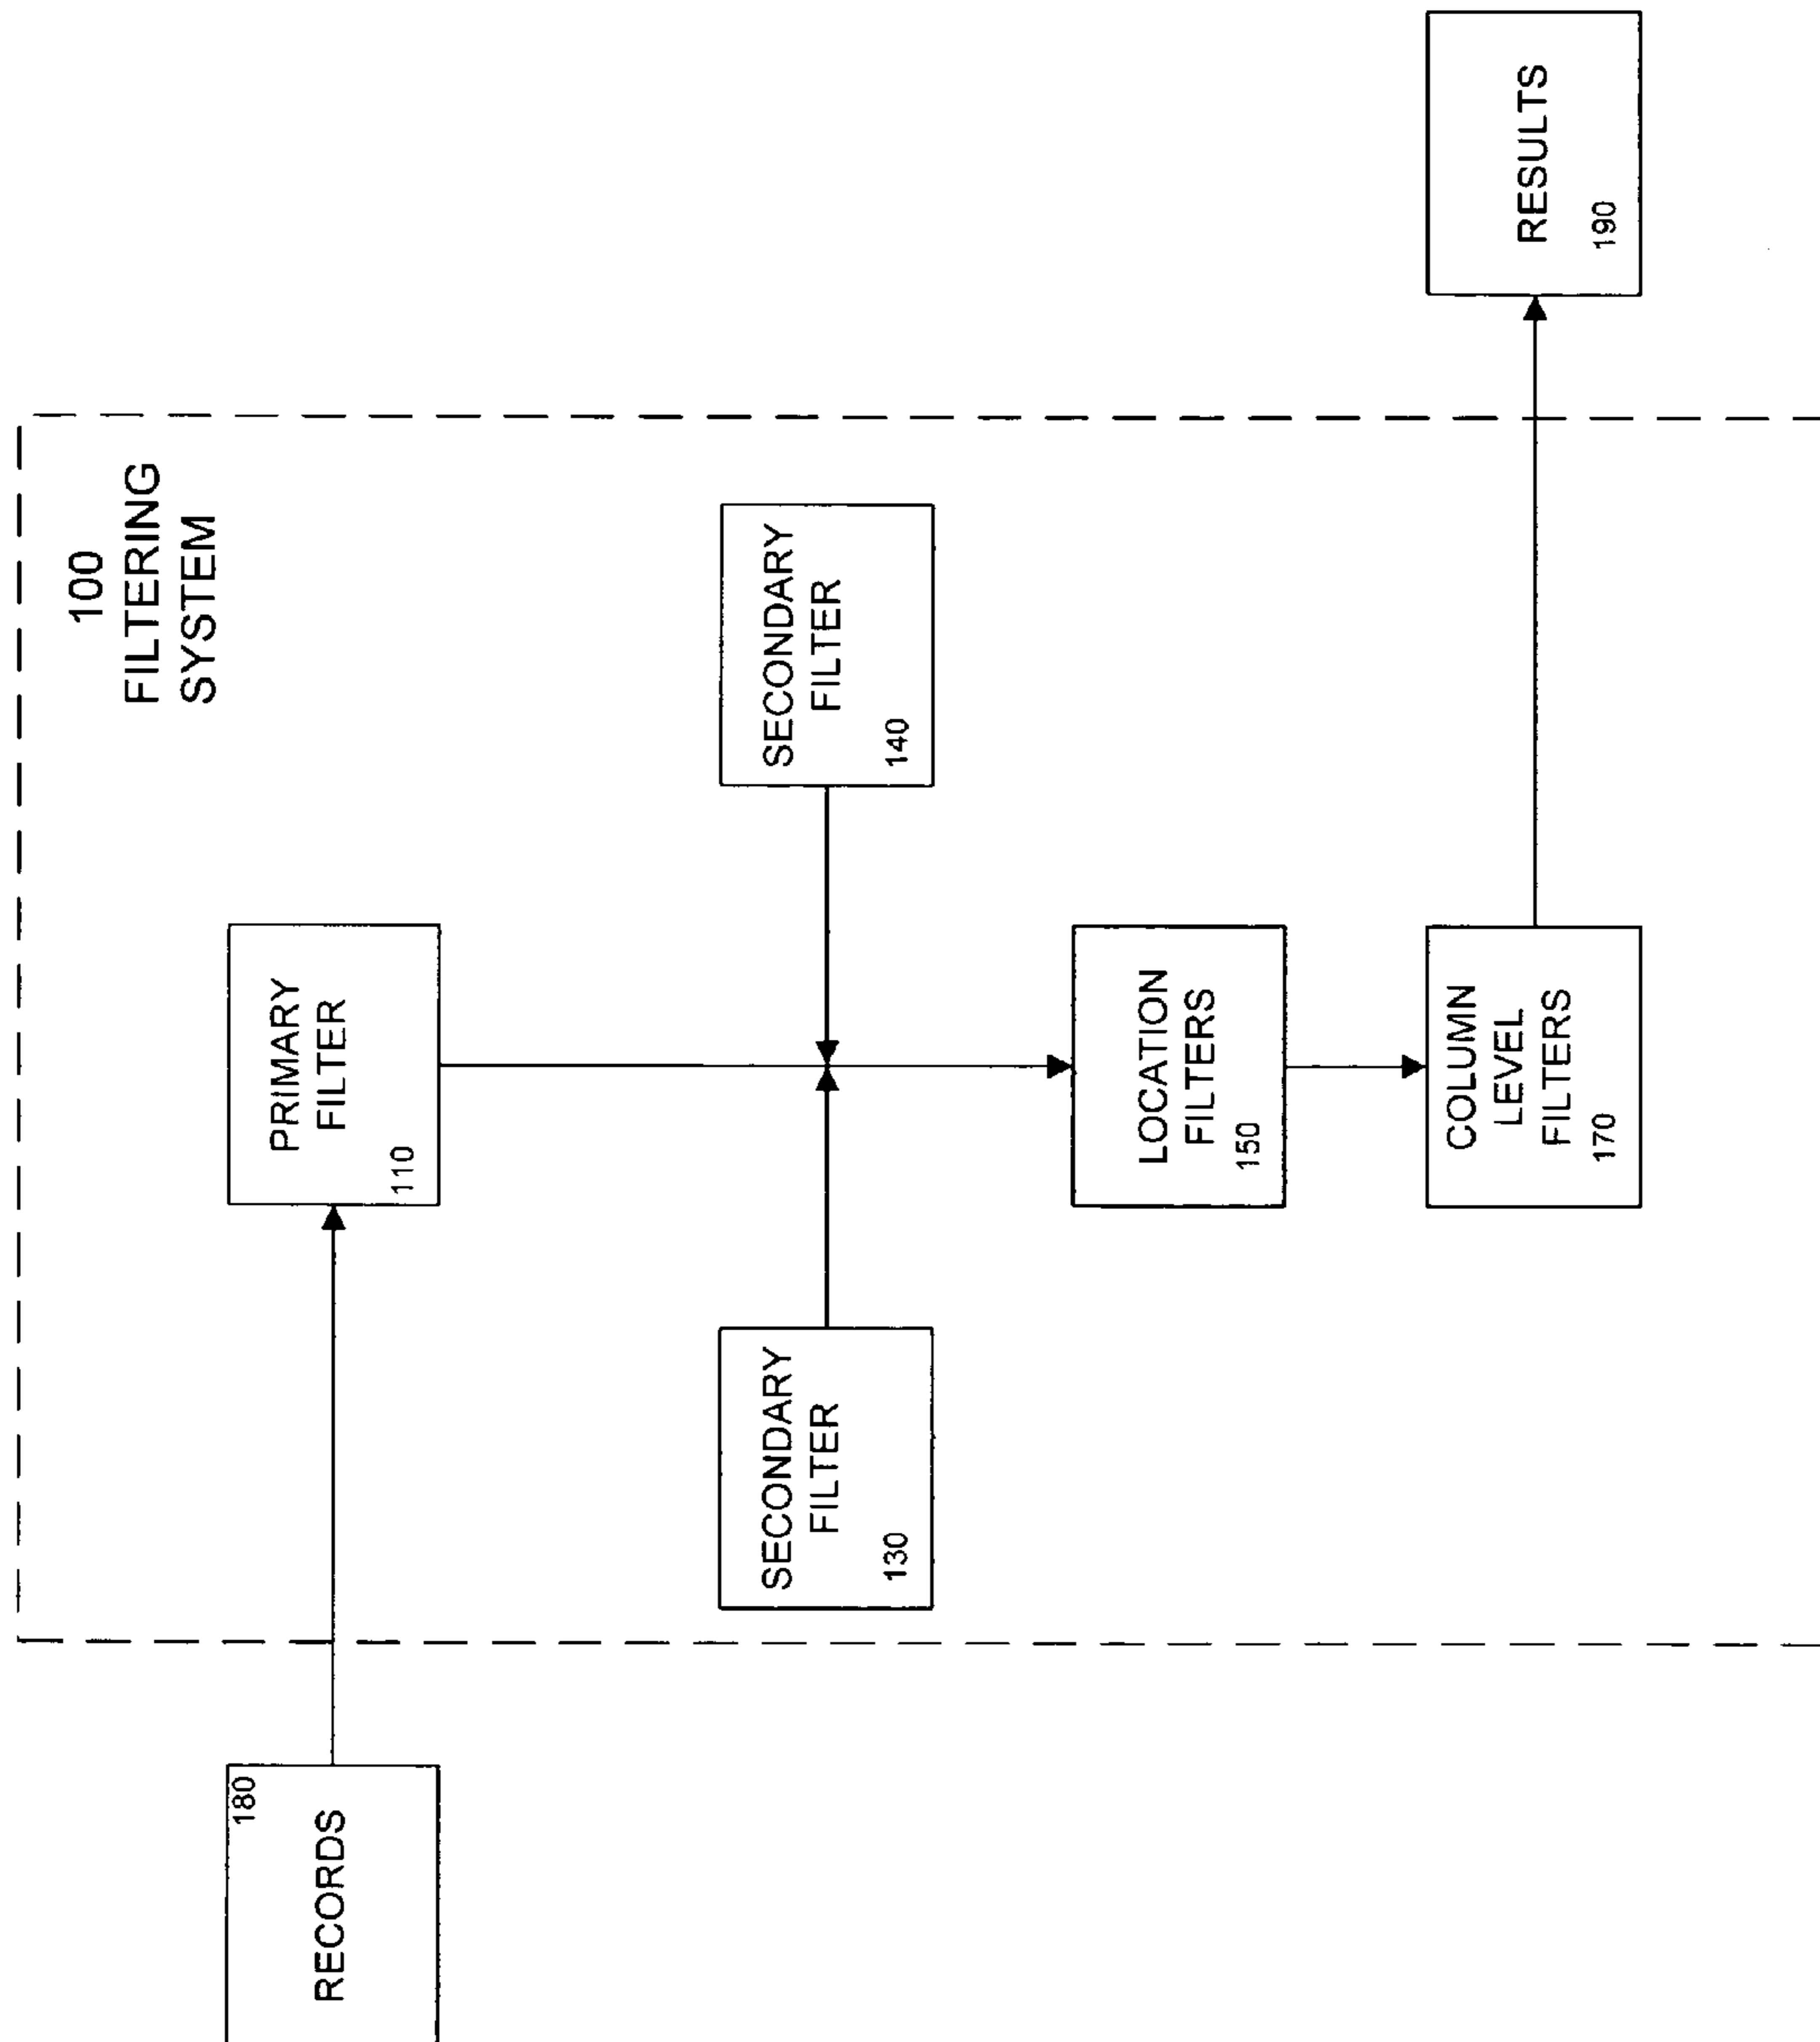 100
FILTERING
SYSTEM
RECORDS
180
PRIMARY
FILTER
110
SECONDARY
FILTER
130
SECONDARY
FILTER
140
LOCATION
FILTERS
150
COLUMN
LEVEL
FILTERS
170
RESULTS
190